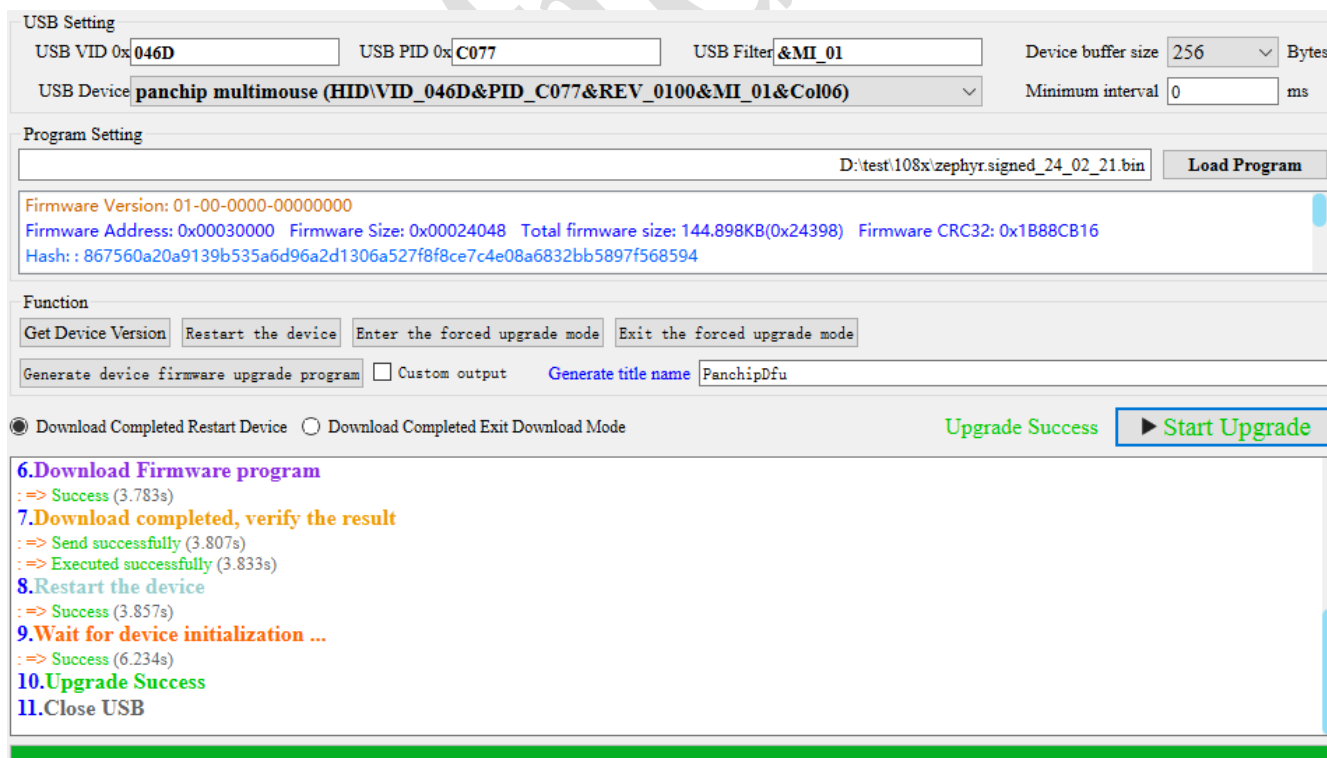 USB Setting
USB VID 0x 046D USB PID 0x C077 USB Filter &MI_01 Device buffer size 256 Bytes
USB Device panchip multimouse (HID\VID_046D&PID_C077&REV_0100&MI_01&Col06) Minimum interval 0 ms
Program Setting
D:\test\108x\zephyr.signed_24_02_21.bin Load Program
Firmware Version: 01-00-0000-00000000
Firmware Address: 0x00030000 Firmware Size: 0x00024048 Total firmware size: 144.898KB(0x24398) Firmware CRC32: 0x1B88CB16
Hash: : 867560a20a9139b535a6d96a2d1306a527f8f8ce7c4e08a6832bb5897f568594
Function
Get Device Version Restart the device Enter the forced upgrade mode Exit the forced upgrade mode
Generate device firmware upgrade program Custom output Generate title name PanchipDfu
Download Completed Restart Device Download Completed Exit Download Mode Upgrade Success Start Upgrade
6.Download Firmware program
: => Success (3.783s)
7.Download completed, verify the result
: => Send successfully (3.807s)
: => Executed successfully (3.833s)
8.Restart the device
: => Success (3.857s)
9.Wait for device initialization ...
: => Success (6.234s)
10.Upgrade Success
11.Close USB